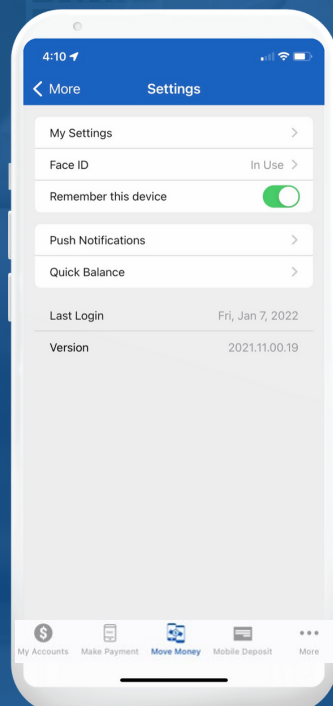 4:10
More Settings
My Settings
Face ID In Use
Remember this device
Push Notifications
Quick Balance
Last Login Fri, Jan 7, 2022
Version 2021.11.00.19
My Accounts Make Payment Move Money Mobile Deposit More